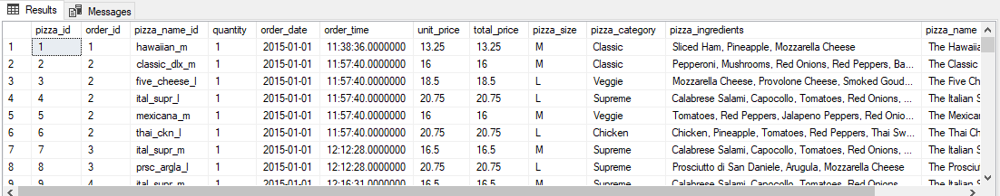 Results Messages
pizza_id order_id pizza_name_id quantity order_date order_time unit_price total_price pizza_size pizza_category pizza_ingredients pizza_name
1 1 1 hawaiian_m 1 2015-01-01 11:38:36.0000000 13.25 13.25 M Classic Sliced Ham, Pineapple, Mozzarella Cheese The Hawaii
2 2 2 classic_dlx_m 1 2015-01-01 11:57:40.0000000 16 16 M Classic Pepperoni, Mushrooms, Red Onions, Red Peppers, Ba... The Classic
3 3 2 five_cheese_l 1 2015-01-01 11:57:40.0000000 18.5 18.5 L Veggie Mozzarella Cheese, Provolone Cheese, Smoked Goud... The Five Ch
4 4 2 ital_supr_l 1 2015-01-01 11:57:40.0000000 20.75 20.75 L Supreme Calabrese Salami, Capocollo, Tomatoes, Red Onions, ... The Italian S
5 5 2 mexicana_m 1 2015-01-01 11:57:40.0000000 16 16 M Veggie Tomatoes, Red Peppers, Jalapeno Peppers, Red Onio... The Mexican
6 6 2 thai_ckn_l 1 2015-01-01 11:57:40.0000000 20.75 20.75 L Chicken Chicken, Pineapple, Tomatoes, Red Peppers, Thai Sw... The Thai Ch
7 7 3 ital_supr_m 1 2015-01-01 12:12:28.0000000 16.5 16.5 M Supreme Calabrese Salami, Capocollo, Tomatoes, Red Onions, ... The Italian S
8 8 3 prsc_argla_l 1 2015-01-01 12:12:28.0000000 20.75 20.75 L Supreme Prosciutto di San Daniele, Arugula, Mozzarella Cheese The Prosciu
9 9 4 ital_supr_m 1 2015-01-01 12:16:31.0000000 16.5 16.5 M Supreme Calabrese Salami, Capocollo, Tomatoes, Red Onions, ... The Italian S